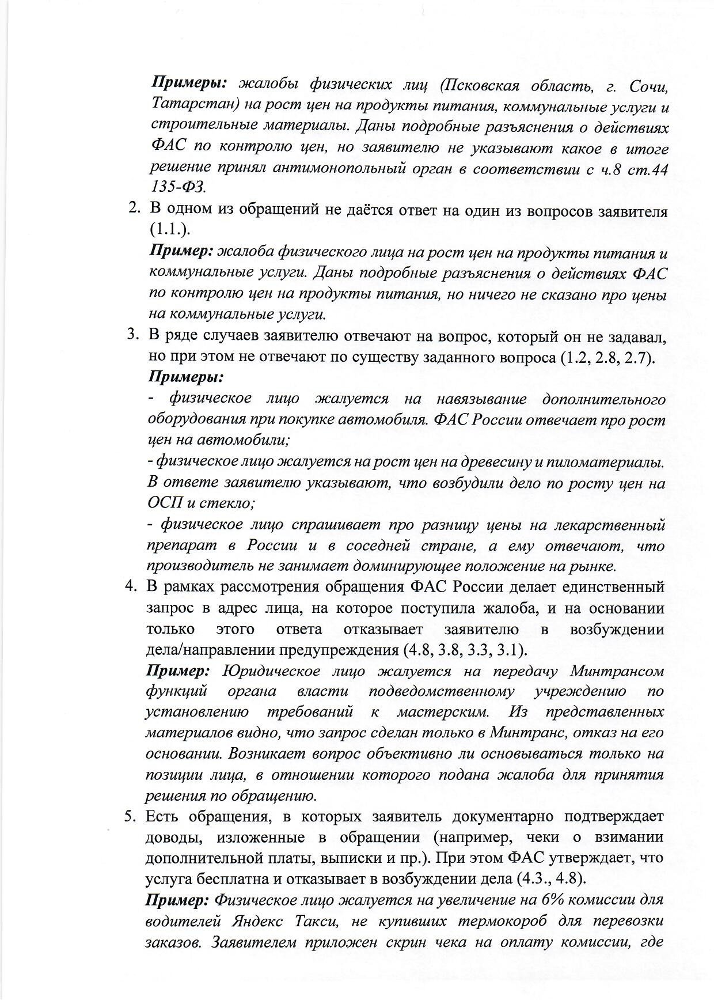 Примеры: жалобы физических лиц (Псковская область, г. Сочи,
Татарстан) на рост цен на продукты питания, коммунальные услуги и
строительные материалы. Даны подробные разъяснения о действиях
ФАС по контролю цен, но заявителю не указывают какое в итоге
решение принял антимонопольный орган в соответствии с ч.8 ст.44
135-ФЗ.
2. В одном из обращений не даётся ответ на один из вопросов заявителя
(1.1.).
Пример: жалоба физического лица на рост цен на продукты питания и
коммунальные услуги. Даны подробные разъяснения о действиях ФАС
по контролю цен на продукты питания, но ничего не сказано про цены
на коммунальные услуги.
3. В ряде случаев заявителю отвечают на вопрос, который он не задавал,
но при этом не отвечают по существу заданного вопроса (1.2, 2.8, 2.7).
Примеры:
- физическое лицо жалуется на навязывание дополнительного
оборудования при покупке автомобиля. ФАС России отвечает про рост
цен на автомобили;
- физическое лицо жалуется на рост цен на древесину и пиломатериалы.
В ответе заявителю указывают, что возбудили дело по росту цен на
ОСП и стекло;
- физическое лицо спрашивает про разницу цены на лекарственный
препарат в России и в соседней стране, а ему отвечают, что
производитель не занимает доминирующее положение на рынке.
4. В рамках рассмотрения обращения ФАС России делает единственный
запрос в адрес лица, на которое поступила жалоба, и на основании
только этого ответа отказывает заявителю в возбуждении
дела/направлении предупреждения (4.8, 3.8, 3.3, 3.1).
Пример: Юридическое лицо жалуется на передачу Минтрансом
функций органа власти подведомственному учреждению по
установлению требований к мастерским. Из представленных
материалов видно, что запрос сделан только в Минтранс, отказ на его
основании. Возникает вопрос объективно ли основываться только на
позиции лица, в отношении которого подана жалоба для принятия
решения по обращению.
5. Есть обращения, в которых заявитель документарно подтверждает
доводы, изложенные в обращении (например, чеки о взимании
дополнительной платы, выписки и пр.). При этом ФАС утверждает, что
услуга бесплатна и отказывает в возбуждении дела (4.3., 4.8).
Пример: Физическое лицо жалуется на увеличение на 6% комиссии для
водителей Яндекс Такси, не купивших термокороб для перевозки
заказов. Заявителем приложен скрин чека на оплату комиссии, где